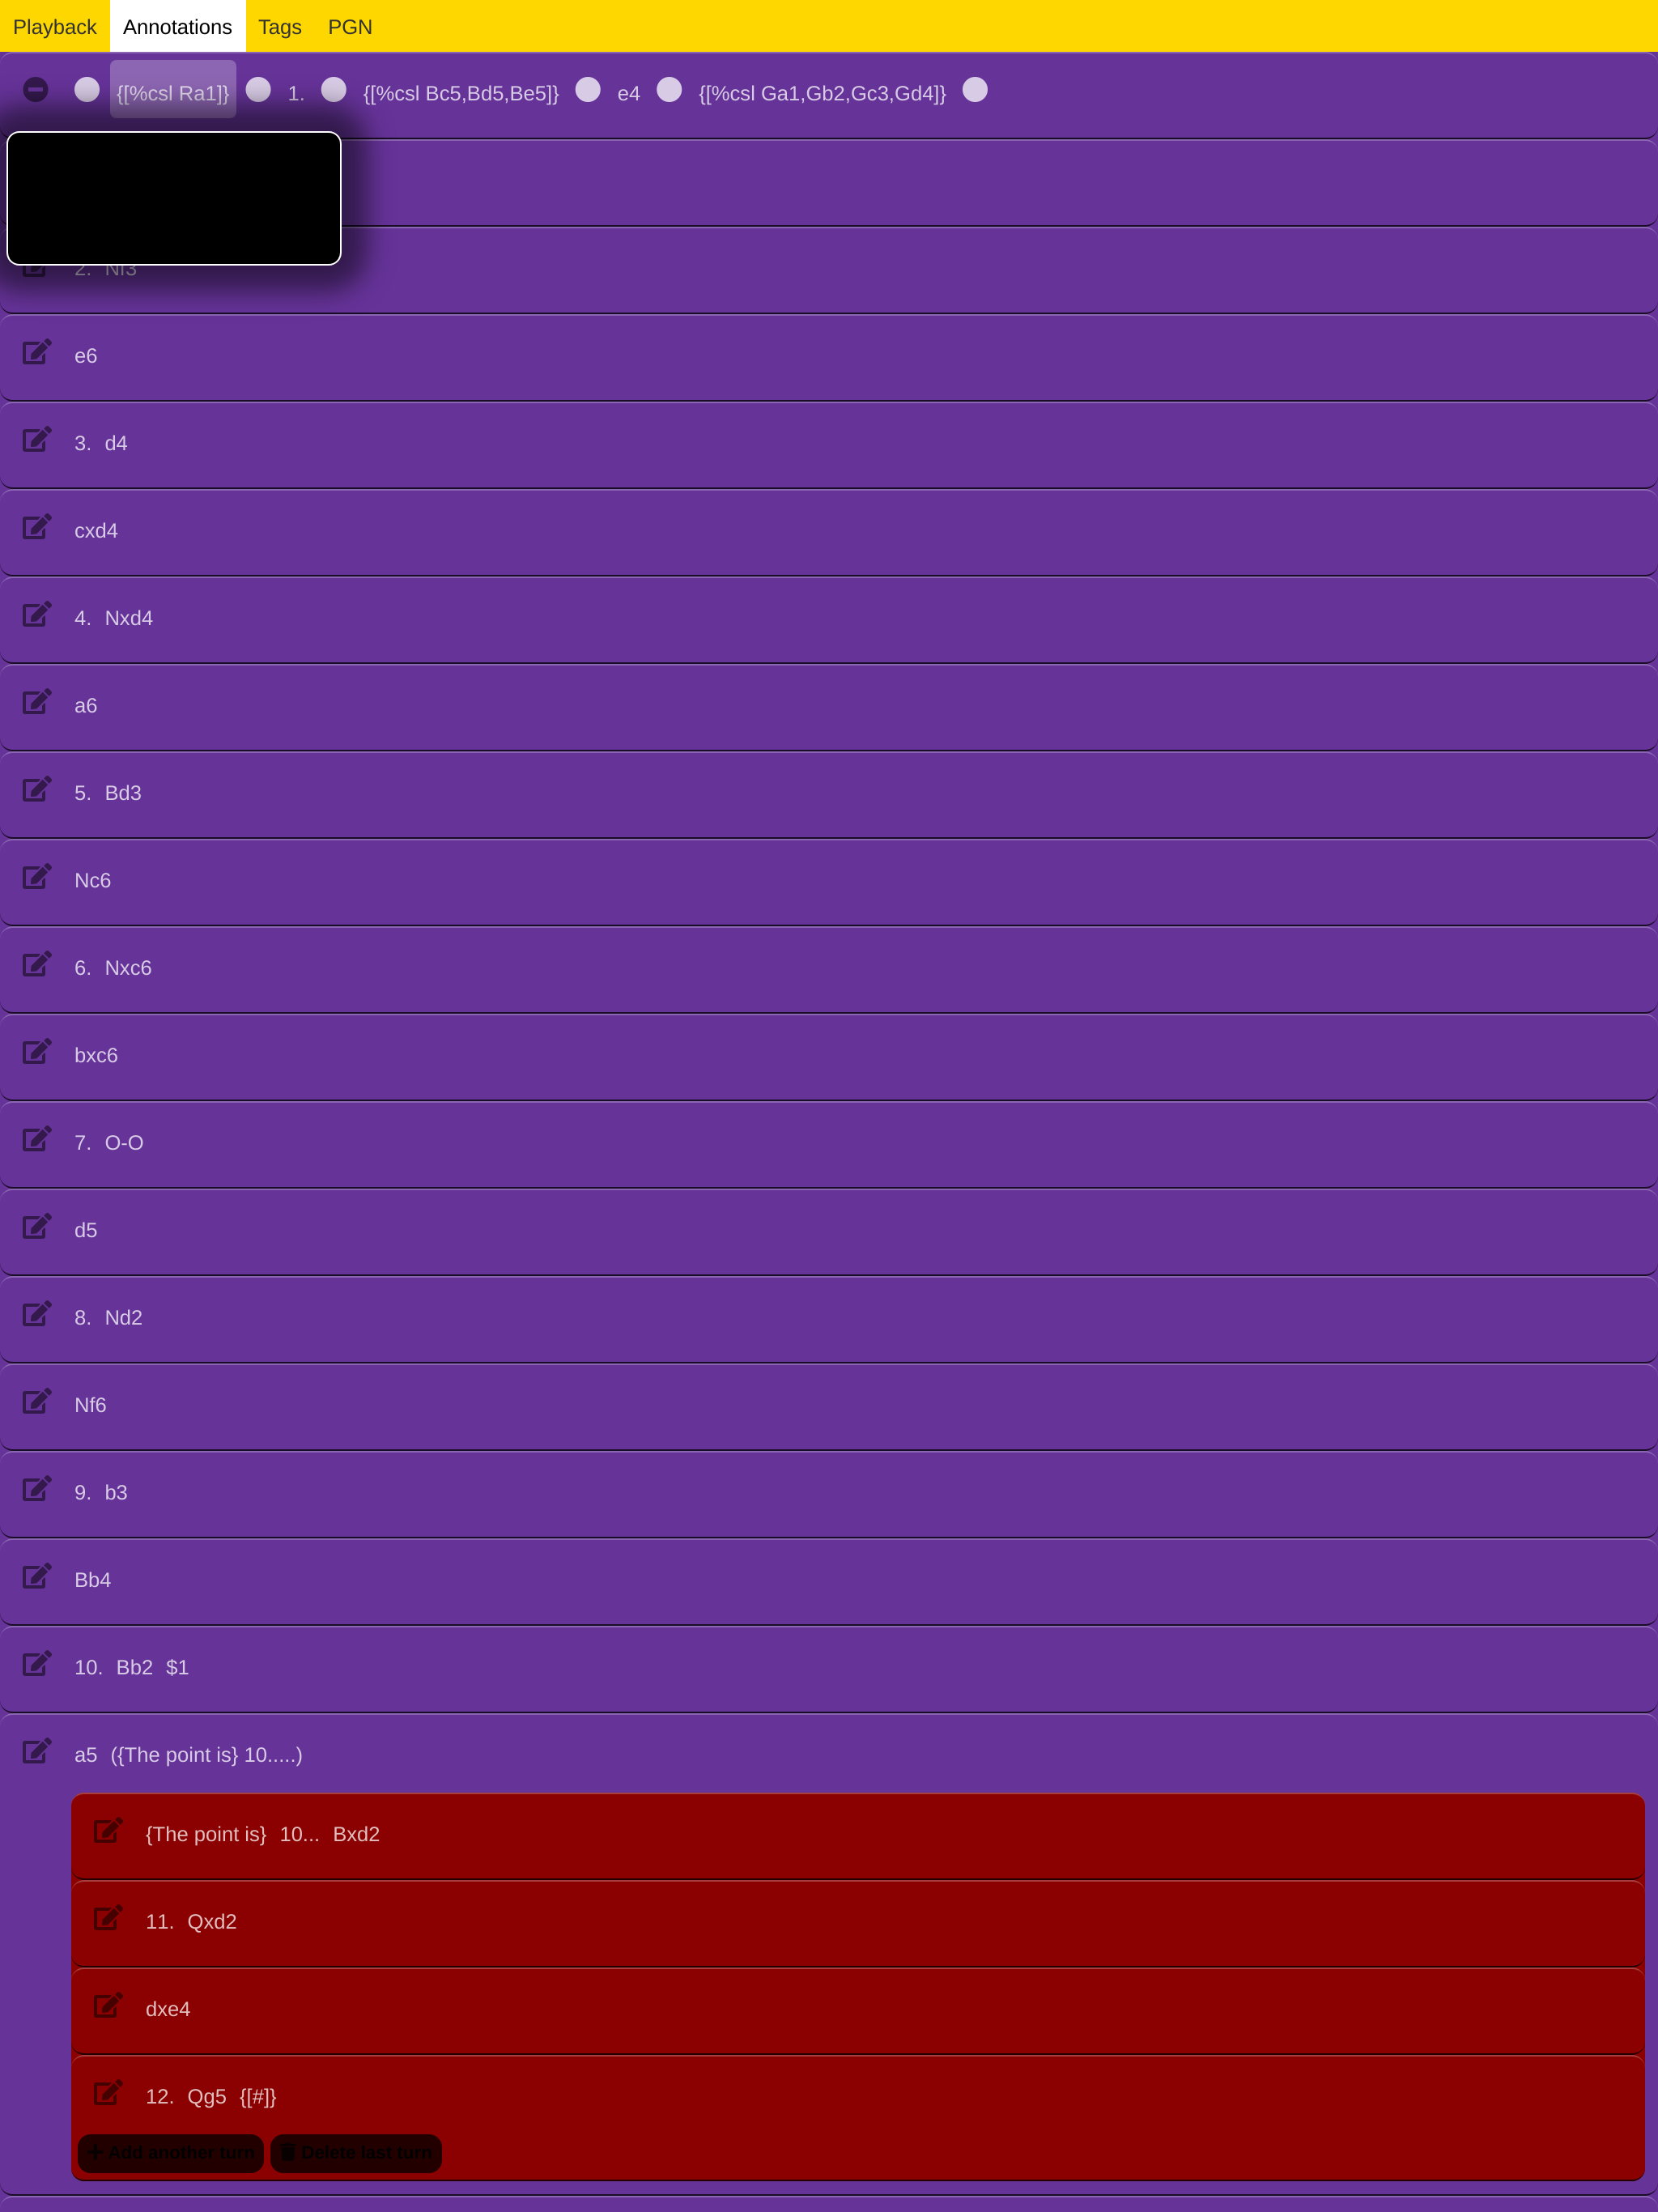 Playback Annotations Tags PGN
{[%csl Ra1]} 1. {[%csl Bc5,Bd5,Be5]} e4 {[%csl Ga1,Gb2,Gc3,Gd4]}
2. Nf3
e6
3. d4
cxd4
4. Nxd4
a6
5. Bd3
Nc6
6. Nxc6
bxc6
7. O-O
d5
8. Nd2
Nf6
9. b3
Bb4
10. Bb2 $1
a5 ({The point is} 10.....)
{The point is} 10... Bxd2
11. Qxd2
dxe4
12. Qg5 {[#]}
Add another turn Delete last turn